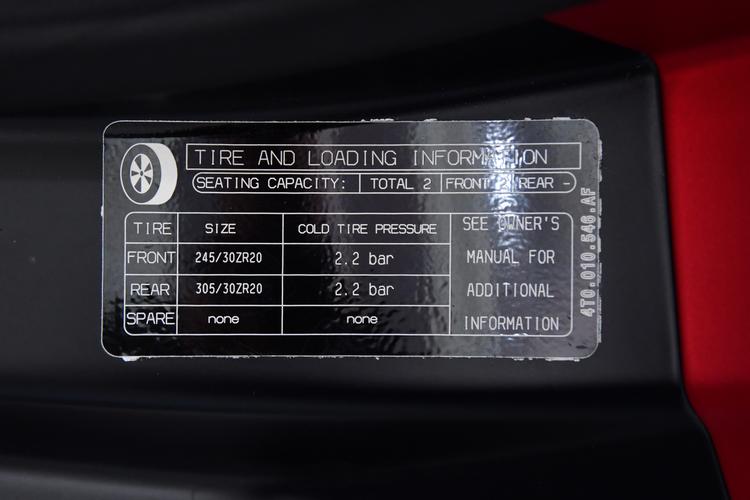 TIRE AND LOADING INFORMATION
SEATING CAPACITY: TOTAL 2 FRONT 2 REAR -
TIRE SIZE COLD TIRE PRESSURE SEE OWNER'S
FRONT 245/30ZR20 2.2 bar MANUAL FOR
REAR 305/30ZR20 2.2 bar ADDITIONAL
SPARE none none INFORMATION
4T0.010.546.AF